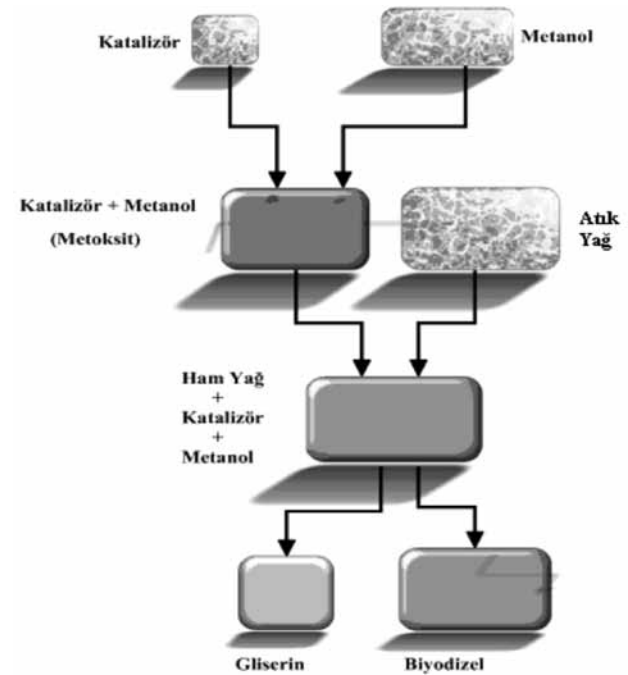 Katalizör
Metanol
Katalizör + Metanol
(Metoksit)
Atık
Yağ
Ham Yağ
+
Katalizör
+
Metanol
Gliserin
Biyodizel